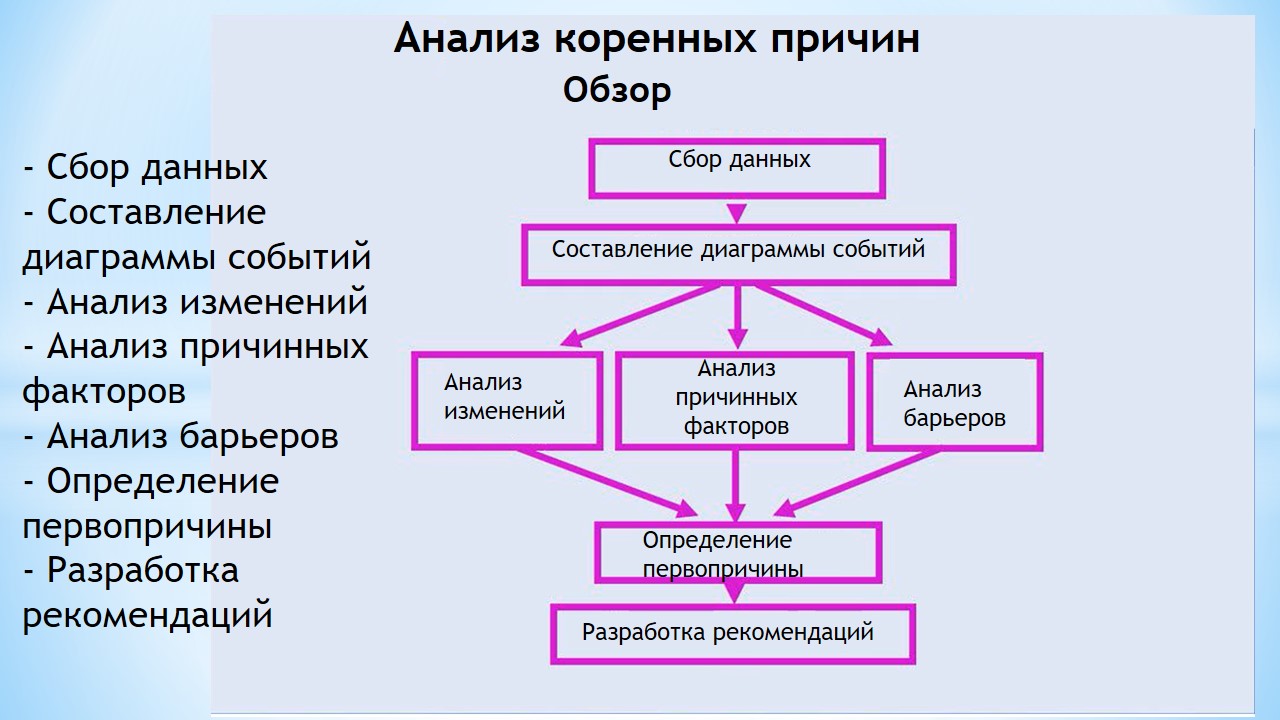 Анализ коренных причин
Обзор
- Сбор данных
- Составление
диаграммы событий
- Анализ изменений
- Анализ причинных
факторов
- Анализ барьеров
- Определение
первопричины
- Разработка
рекомендаций
Сбор данных
Составление диаграммы событий
Анализ
изменений
Анализ
причинных
факторов
Анализ
барьеров
Определение
первопричины
Разработка рекомендаций